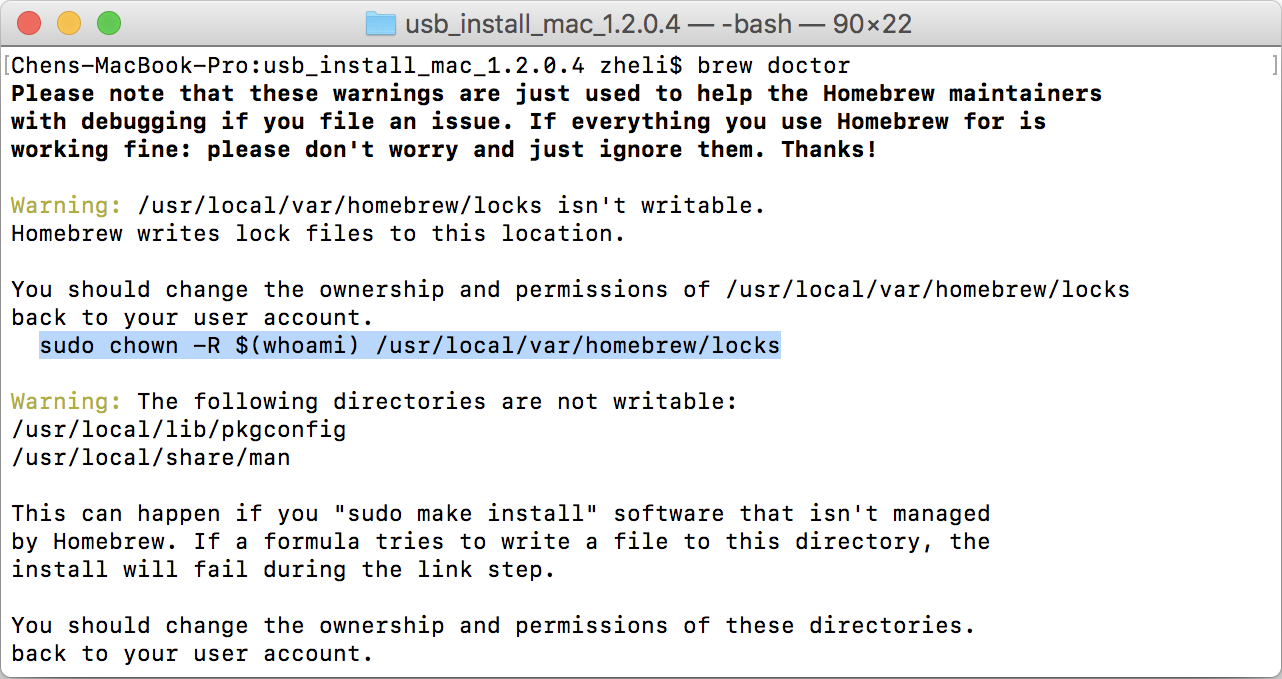 usb_install_mac_1.2.0.4 — -bash — 90×22
[Chens-MacBook-Pro:usb_install_mac_1.2.0.4 zheli$ brew doctor ]
Please note that these warnings are just used to help the Homebrew maintainers
with debugging if you file an issue. If everything you use Homebrew for is
working fine: please don't worry and just ignore them. Thanks!
Warning: /usr/local/var/homebrew/locks isn't writable.
Homebrew writes lock files to this location.
You should change the ownership and permissions of /usr/local/var/homebrew/locks
back to your user account.
sudo chown -R $(whoami) /usr/local/var/homebrew/locks
Warning: The following directories are not writable:
/usr/local/lib/pkgconfig
/usr/local/share/man
This can happen if you "sudo make install" software that isn't managed
by Homebrew. If a formula tries to write a file to this directory, the
install will fail during the link step.
You should change the ownership and permissions of these directories.
back to your user account.